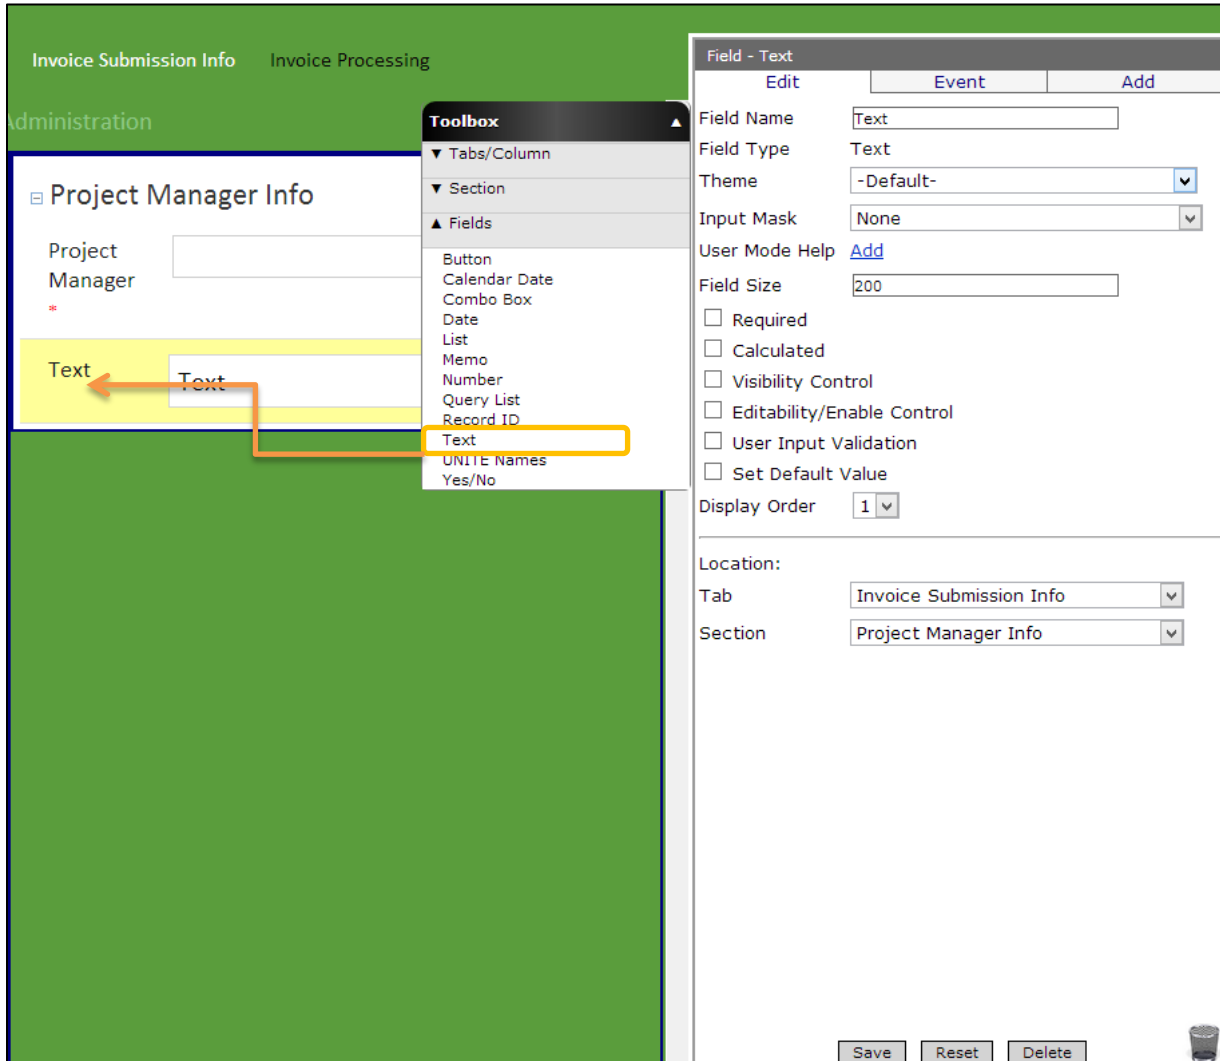 Invoice Submission Info Invoice Processing
Administration
Project Manager Info
Project
Manager
*
Text Text
Toolbox ▲
▼ Tabs/Column
▼ Section
▲ Fields
Button
Calendar Date
Combo Box
Date
List
Memo
Number
Query List
Record ID
Text
UNITE Names
Yes/No
Field - Text
Edit Event Add
Field Name Text
Field Type Text
Theme -Default-
Input Mask None
User Mode Help Add
Field Size 200
Required
Calculated
Visibility Control
Editability/Enable Control
User Input Validation
Set Default Value
Display Order 1
Location:
Tab Invoice Submission Info
Section Project Manager Info
Save Reset Delete